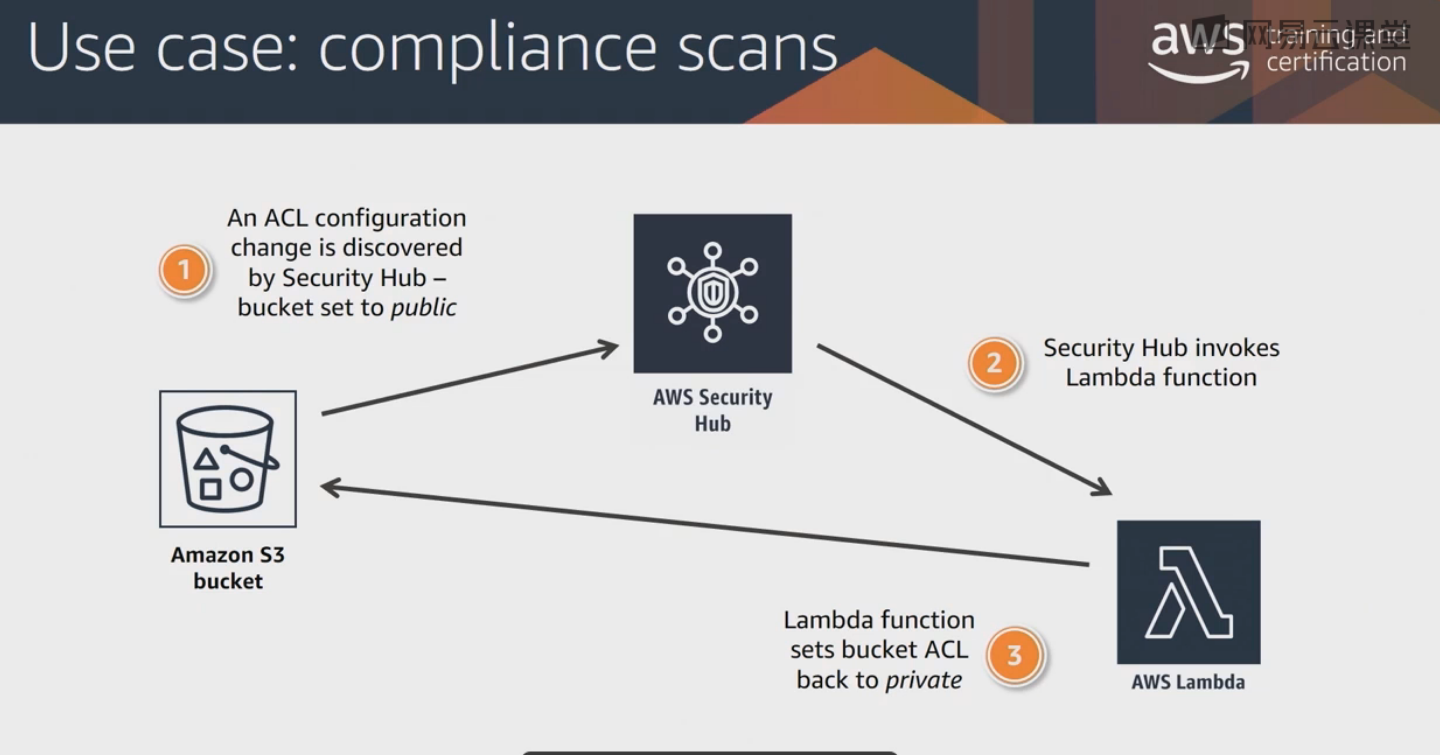 Use case: compliance scans
aws training and
certification
网易云课堂
1
An ACL configuration
change is discovered
by Security Hub –
bucket set to public
AWS Security
Hub
2
Security Hub invokes
Lambda function
Amazon S3
bucket
Lambda function
sets bucket ACL
back to private
3
AWS Lambda